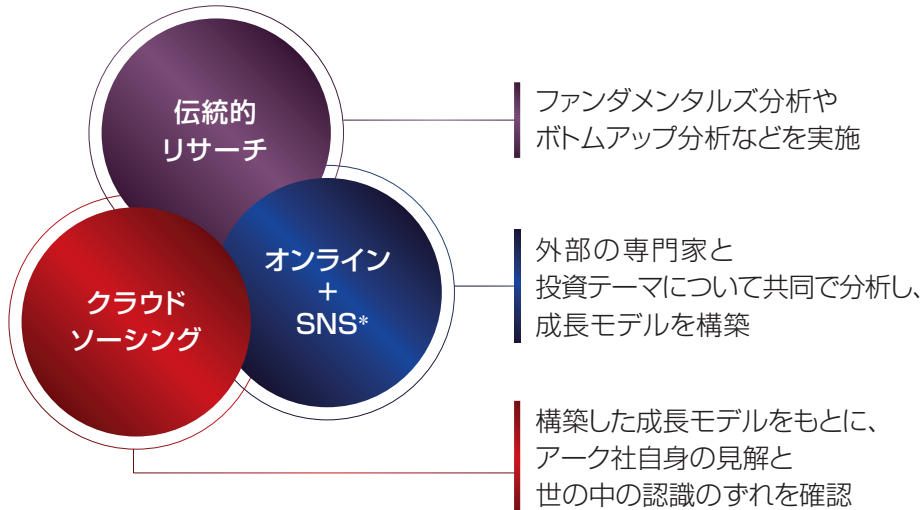 伝統的
リサーチ
ファンダメンタルズ分析や
ボトムアップ分析などを実施
オンライン
+
SNS*
外部の専門家と
投資テーマについて共同で分析し、
成長モデルを構築
クラウド
ソーシング
構築した成長モデルをもとに、
アーク社自身の見解と
世の中の認識のずれを確認